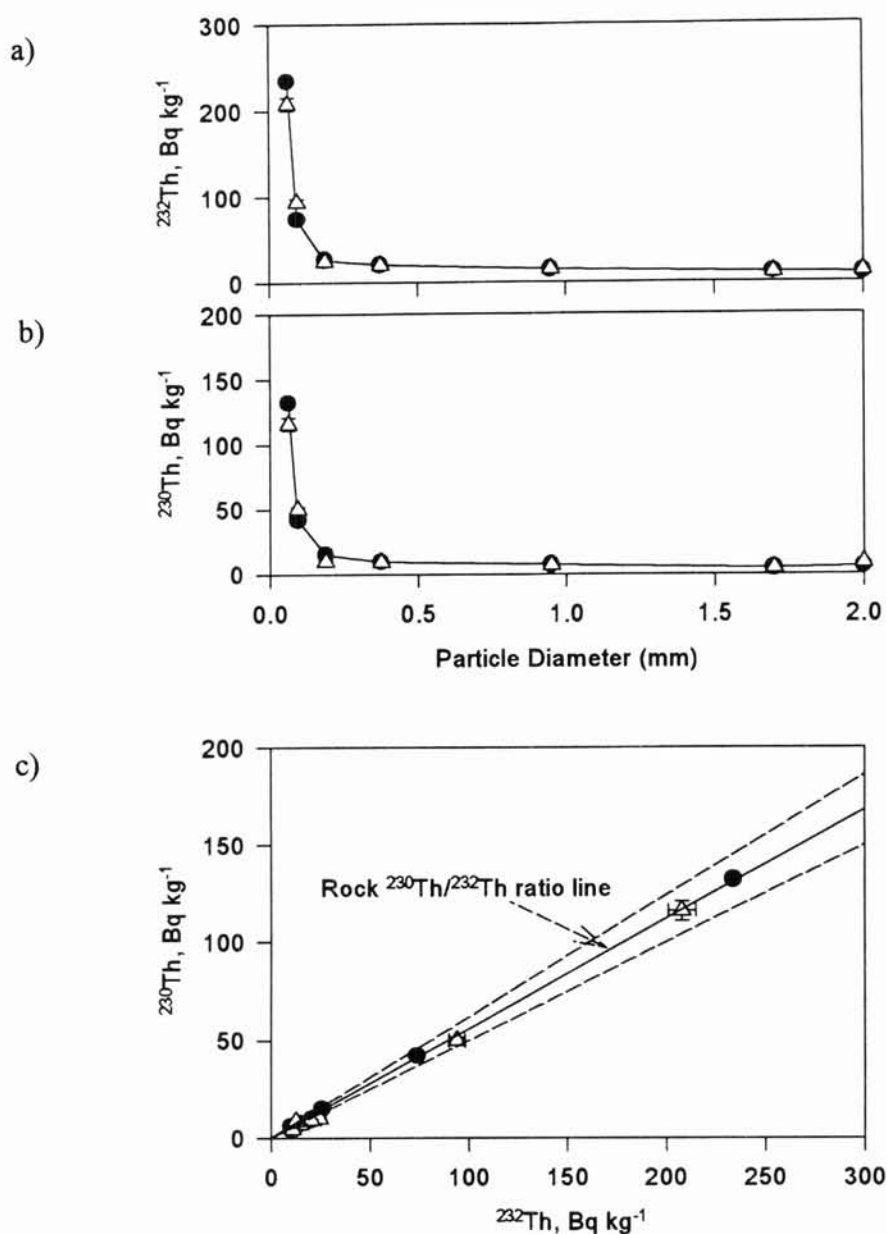 a)
300
200
100
0
²³²Th, Bq kg⁻¹
b)
200
150
100
50
0
²³⁰Th, Bq kg⁻¹
0.0 0.5 1.0 1.5 2.0
Particle Diameter (mm)
c)
200
150
100
50
0
²³⁰Th, Bq kg⁻¹
Rock ²³⁰Th/²³²Th ratio line
0 50 100 150 200 250 300
²³²Th, Bq kg⁻¹